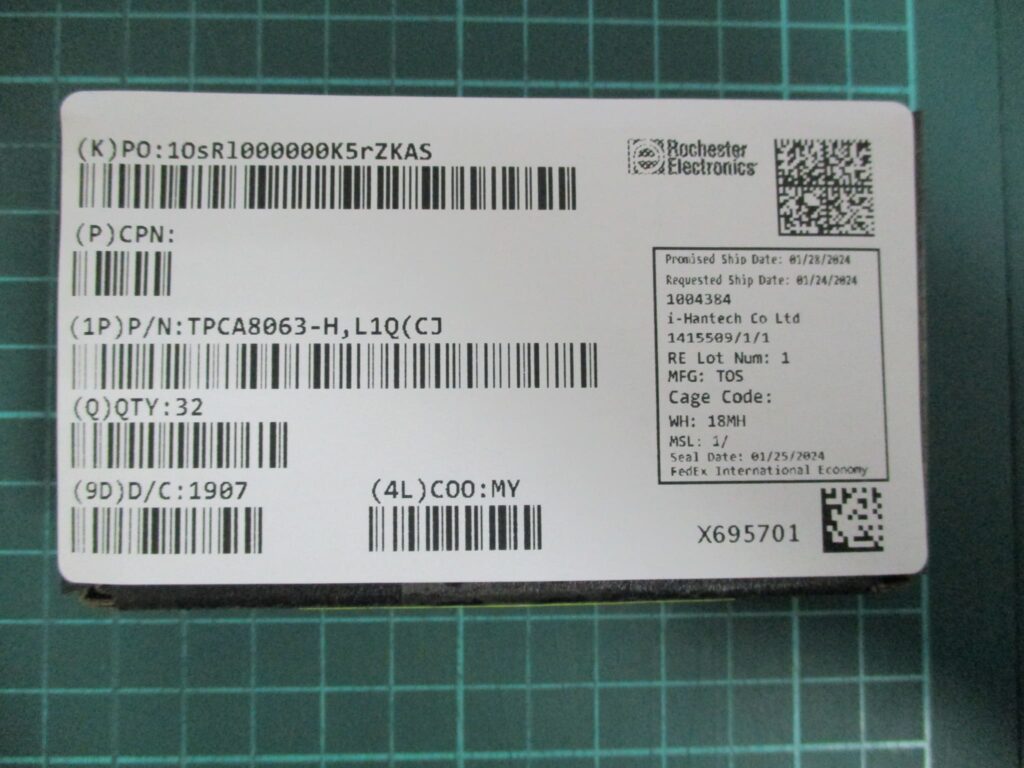 (K)PO:1OsRl000000K5rZKAS
(P)CPN:
(1P)P/N:TPCA8063-H,L1Q(CJ
(Q)QTY:32
(9D)D/C:1907
(4L)COO:MY
Rochester
Electronics
Promised Ship Date: 01/28/2024
Requested Ship Date: 01/24/2024
1004384
i-Hantech Co Ltd
1415509/1/1
RE Lot Num: 1
MFG: TOS
Cage Code:
WH: 18MH
MSL: 1/
Seal Date: 01/25/2024
FedEx International Economy
X695701